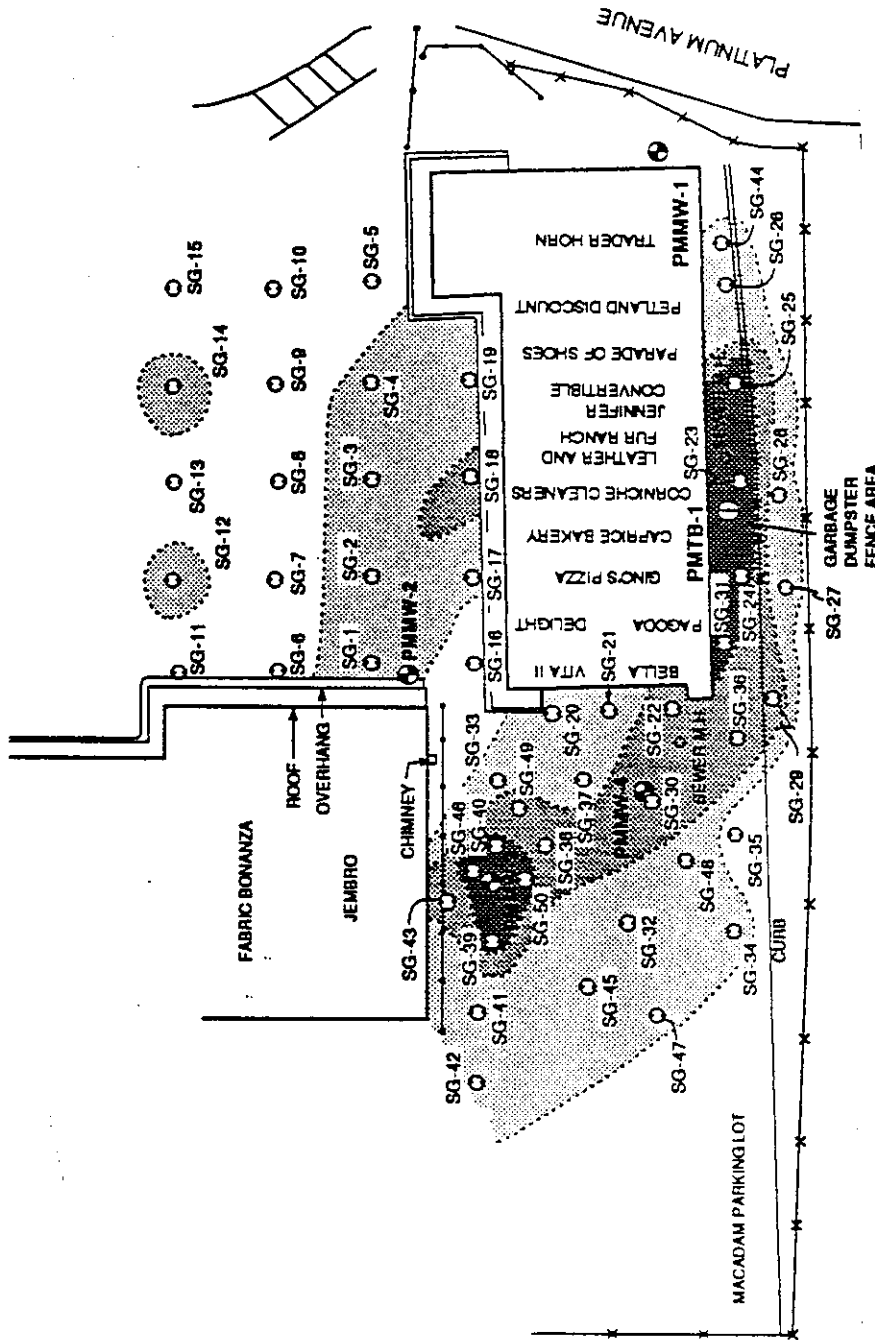 PLATINUM AVENUE
SG-15
SG-10
SG-5
SG-14
SG-9
SG-4
SG-19
SG-13
SG-8
SG-3
SG-18
SG-12
SG-7
SG-2
SG-17
SG-11
SG-6
SG-1
PMMW-2
SG-16
TRADER HORN
PETLAND DISCOUNT
PARADE OF SHOES
JENNIFER
CONVERTIBLE
LEATHER AND
FUR RANCH
CORNICHE CLEANERS
CAPRICE BAKERY
GINO'S PIZZA
PAGODA DELIGHT
BELLA VITA II
PMMW-1
SG-44
SG-26
SG-25
SG-23
SG-28
PMTB-1
GARBAGE
DUMPSTER
FENCE AREA
SG-31
SG-24
SG-27
SG-21
SG-20
SG-22
SG-36
SEWER M.H.
SG-29
ROOF
OVERHANG
CHIMNEY
FABRIC BONANZA
JEMBRO
SG-33
SG-49
SG-37
SG-30
SG-40
SG-38
SG-35
SG-48
SG-50
SG-43
SG-32
SG-34
CURB
SG-39
SG-41
SG-45
SG-47
SG-42
MACADAM PARKING LOT